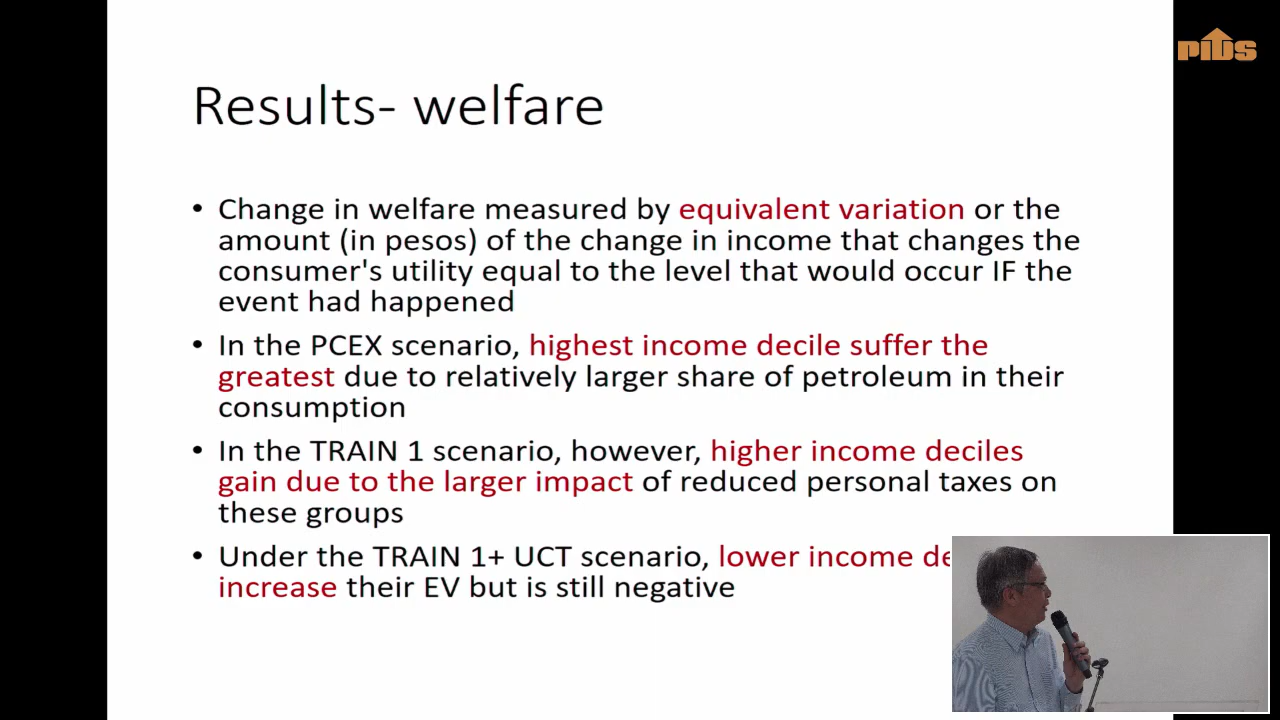 PIDS
Results- welfare
• Change in welfare measured by equivalent variation or the
amount (in pesos) of the change in income that changes the
consumer's utility equal to the level that would occur IF the
event had happened
• In the PCEX scenario, highest income decile suffer the
greatest due to relatively larger share of petroleum in their
consumption
• In the TRAIN 1 scenario, however, higher income deciles
gain due to the larger impact of reduced personal taxes on
these groups
• Under the TRAIN 1+ UCT scenario, lower income
increase their EV but is still negative